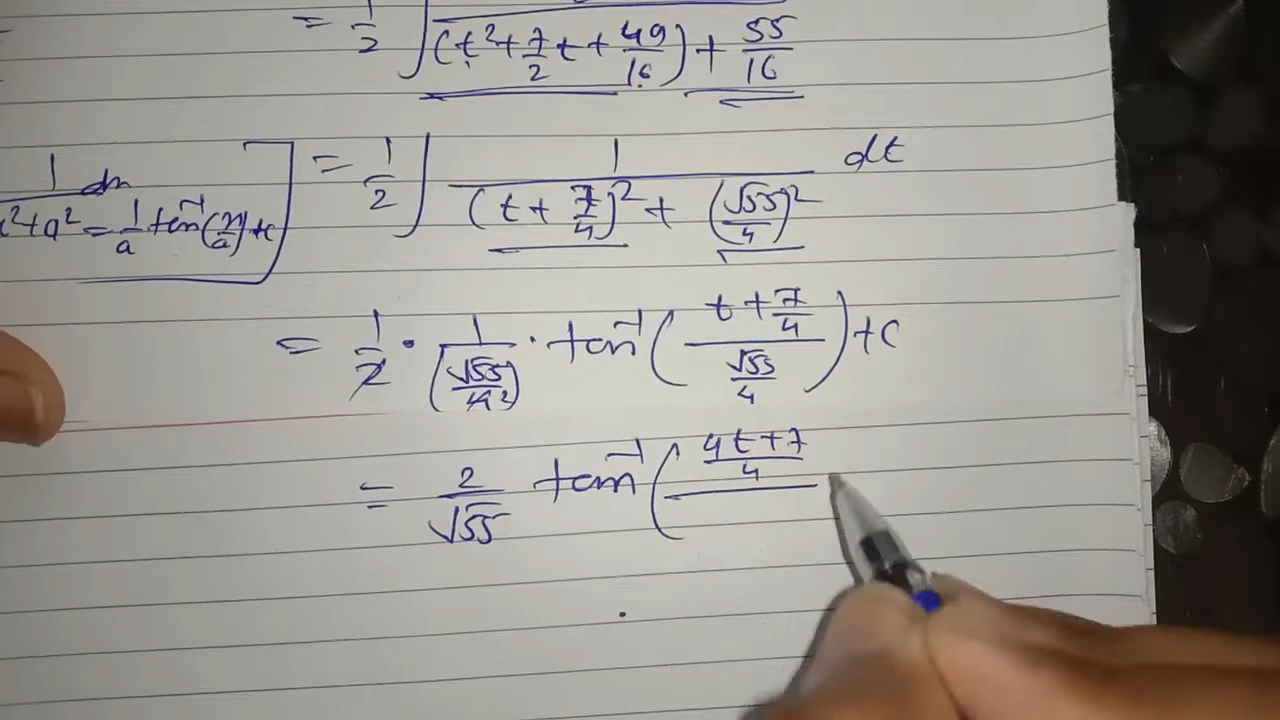 = 1/2 ∫ (t² + 7/2 t + 49/16) + 55/16
1/x²+a² dn = 1/a tan⁻¹(n/a) + c
= 1/2 ∫ 1/((t + 7/4)² + (√55/4)²) dt
= 1/2 · 1/(√55/4 2) · tan⁻¹((t + 7/4)/(√55/4)) + c
= 2/√55 tan⁻¹( (4t+7)/4